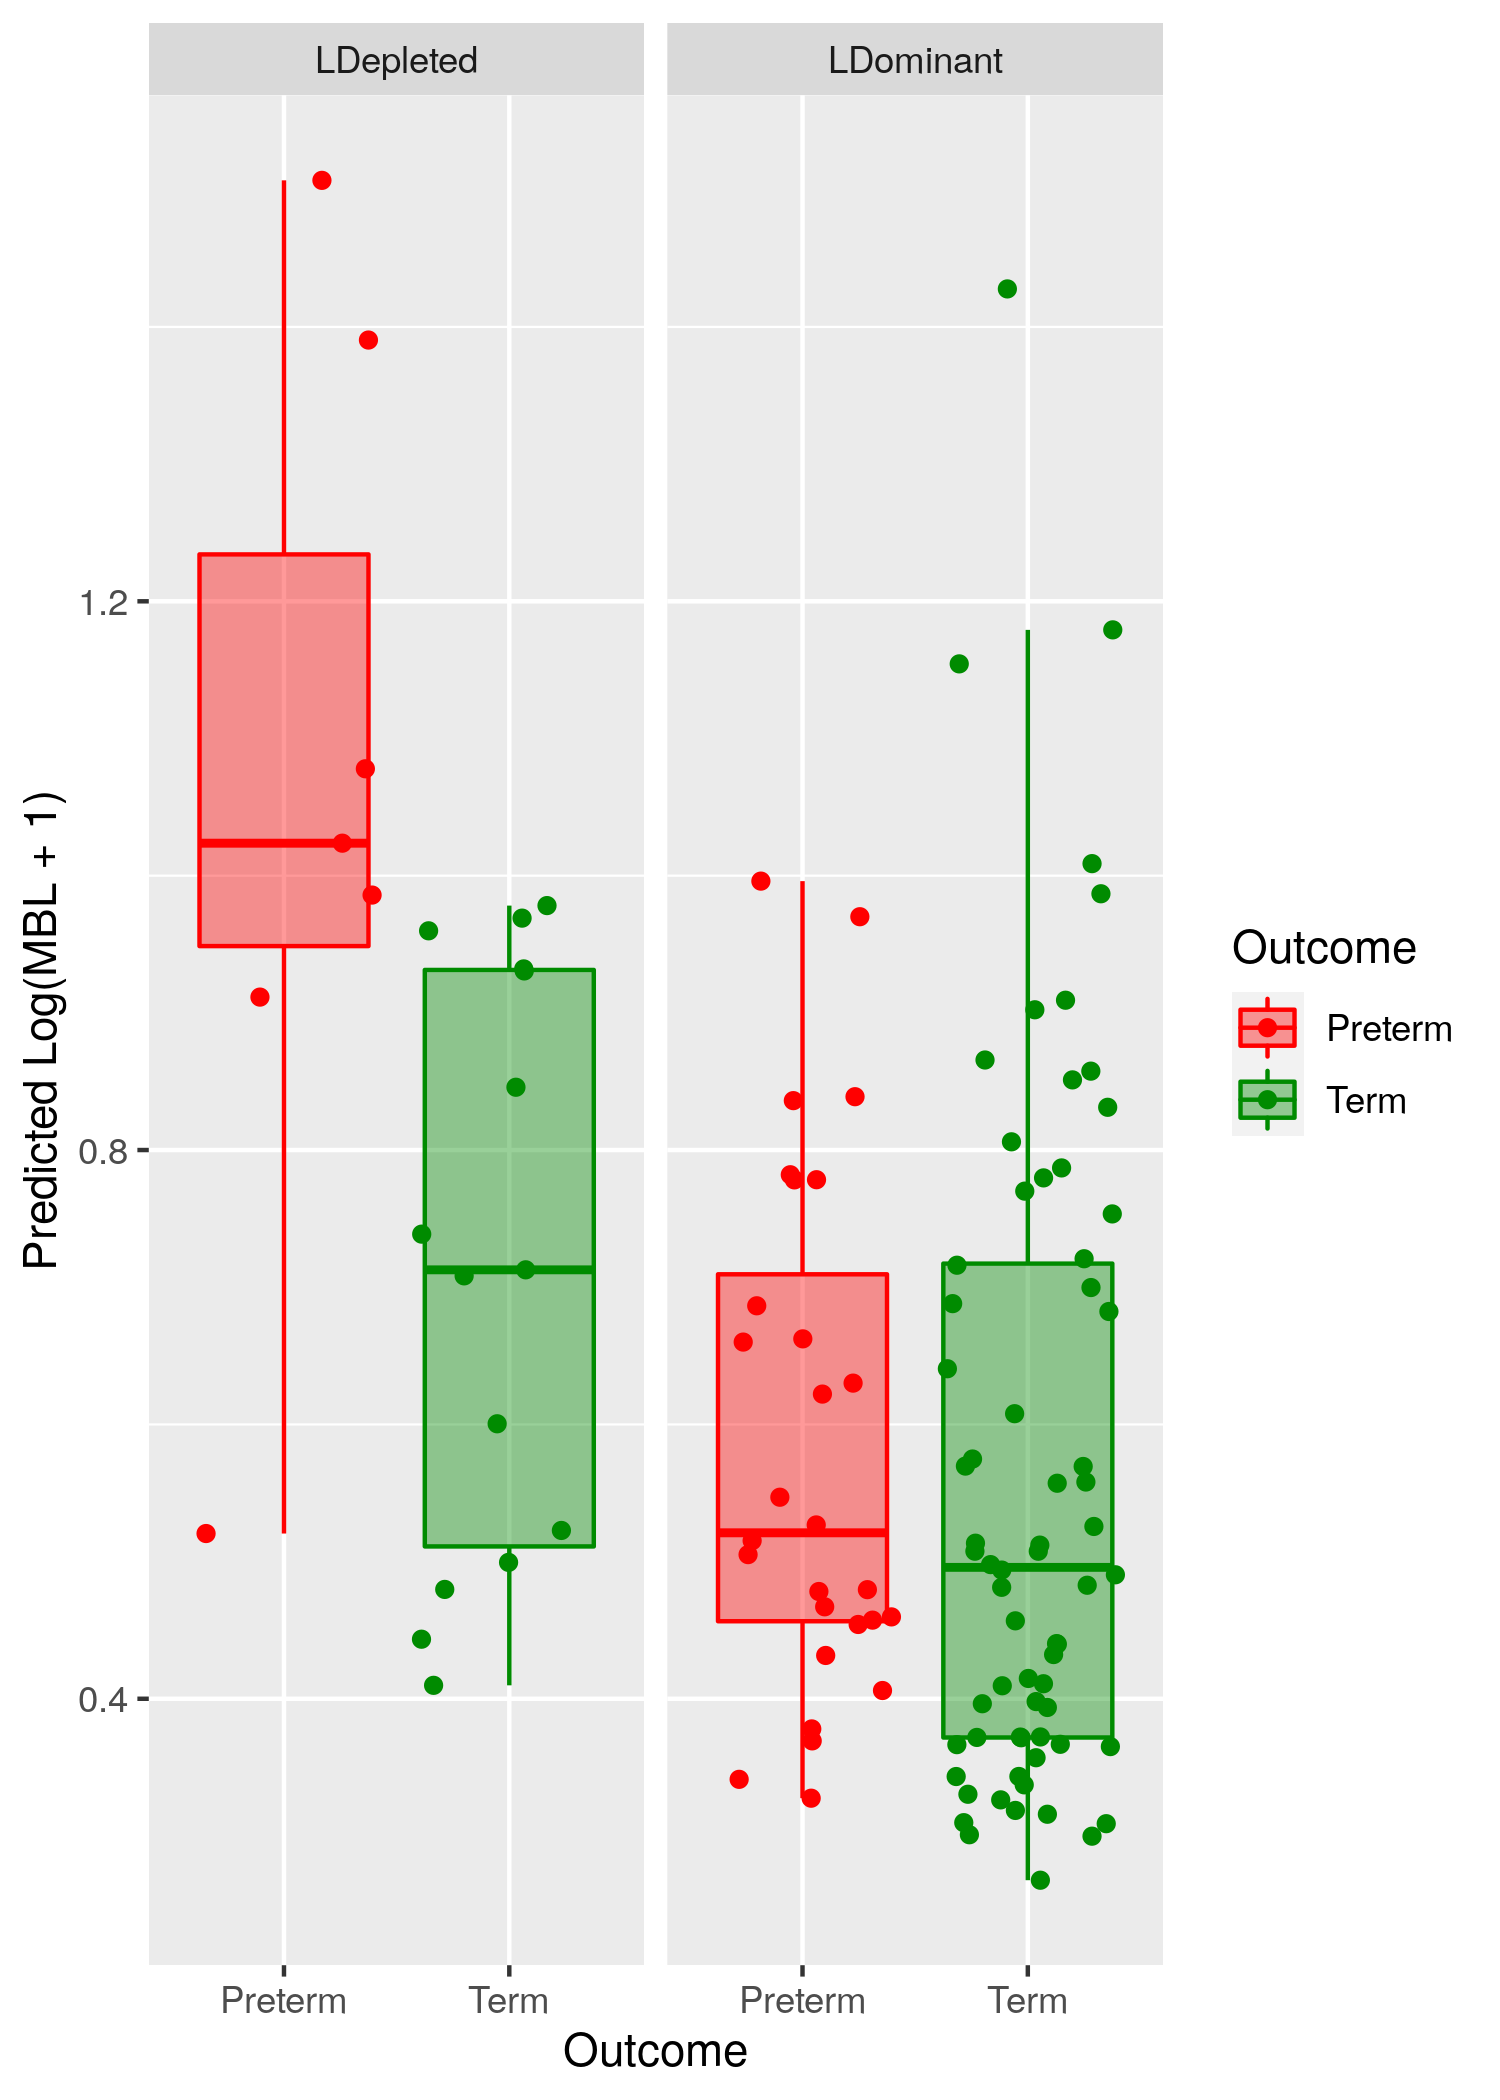 LDepleted LDominant
1.2
0.8
0.4
Predicted Log(MBL + 1)
Preterm Term Preterm Term
Outcome
Outcome
Preterm
Term